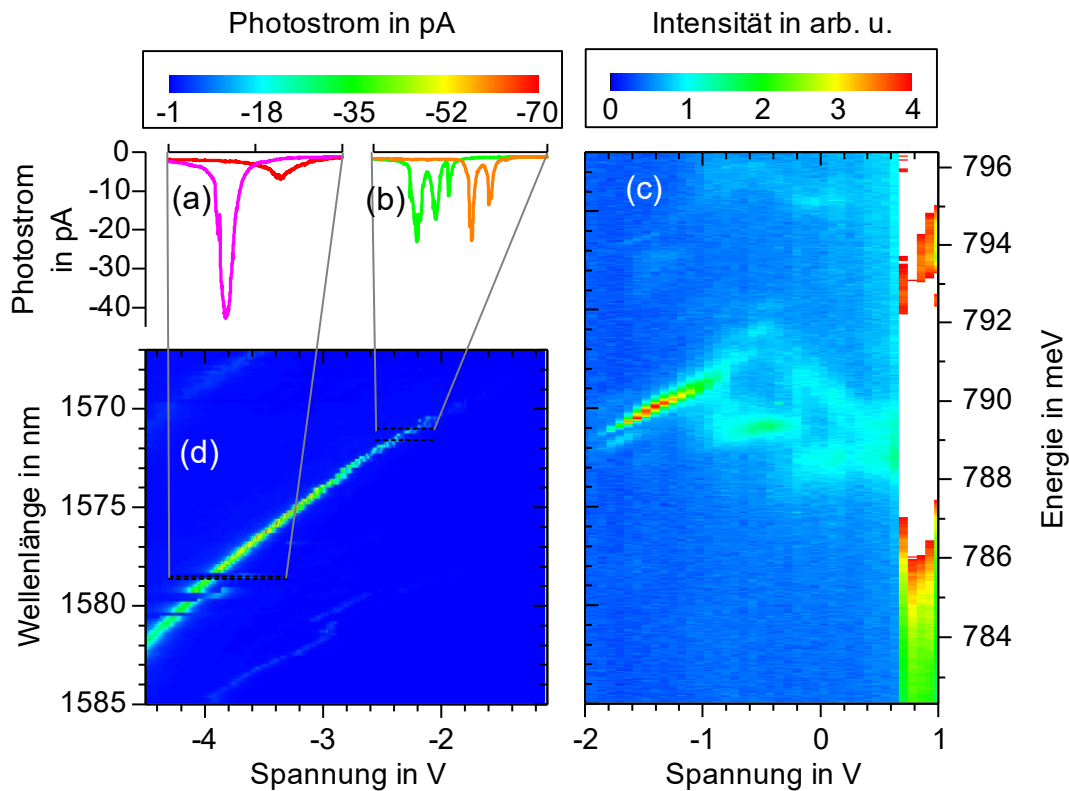 Photostrom in pA
-1 -18 -35 -52 -70
Intensität in arb. u.
0 1 2 3 4
Photostrom
in pA
0
-10
-20
-30
-40
(a)
(b)
Wellenlänge in nm
1570
1575
1580
1585
(d)
-4 -3 -2
Spannung in V
(c)
796
794
792
790
788
786
784
Energie in meV
-2 -1 0 1
Spannung in V